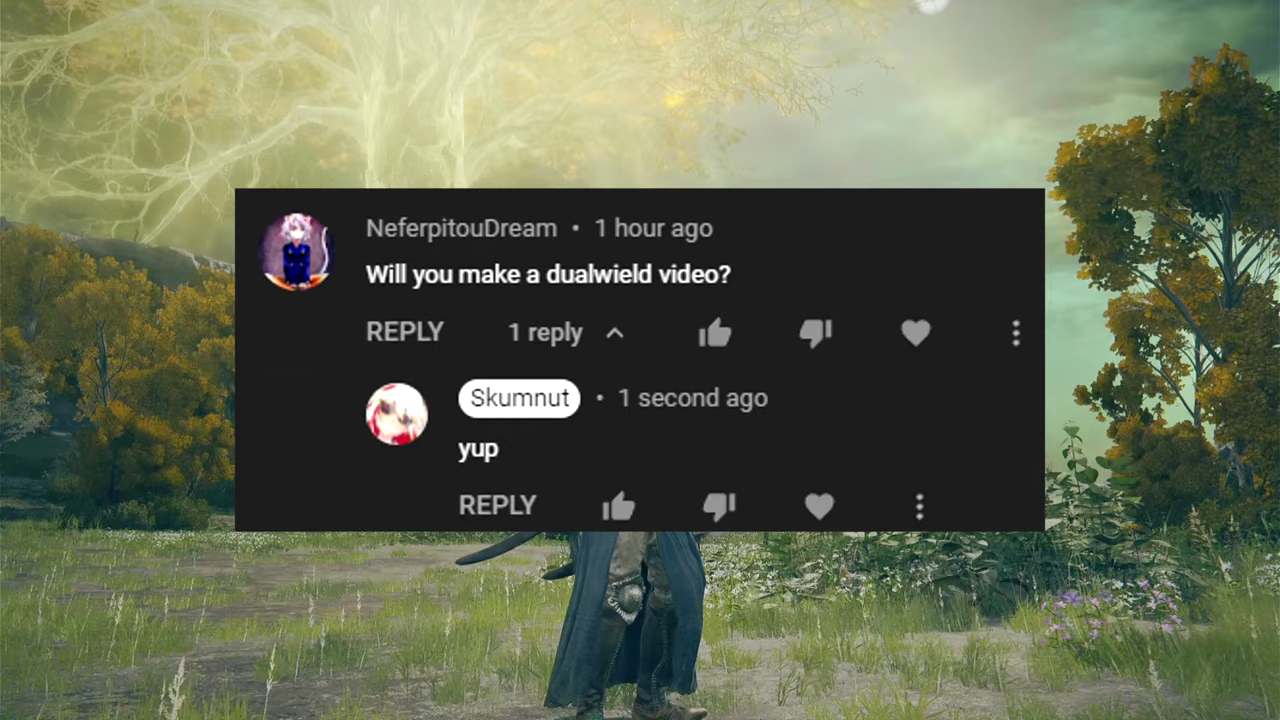 NeferpitouDream • 1 hour ago
Will you make a dualwield video?
REPLY 1 reply
Skumnut • 1 second ago
yup
REPLY